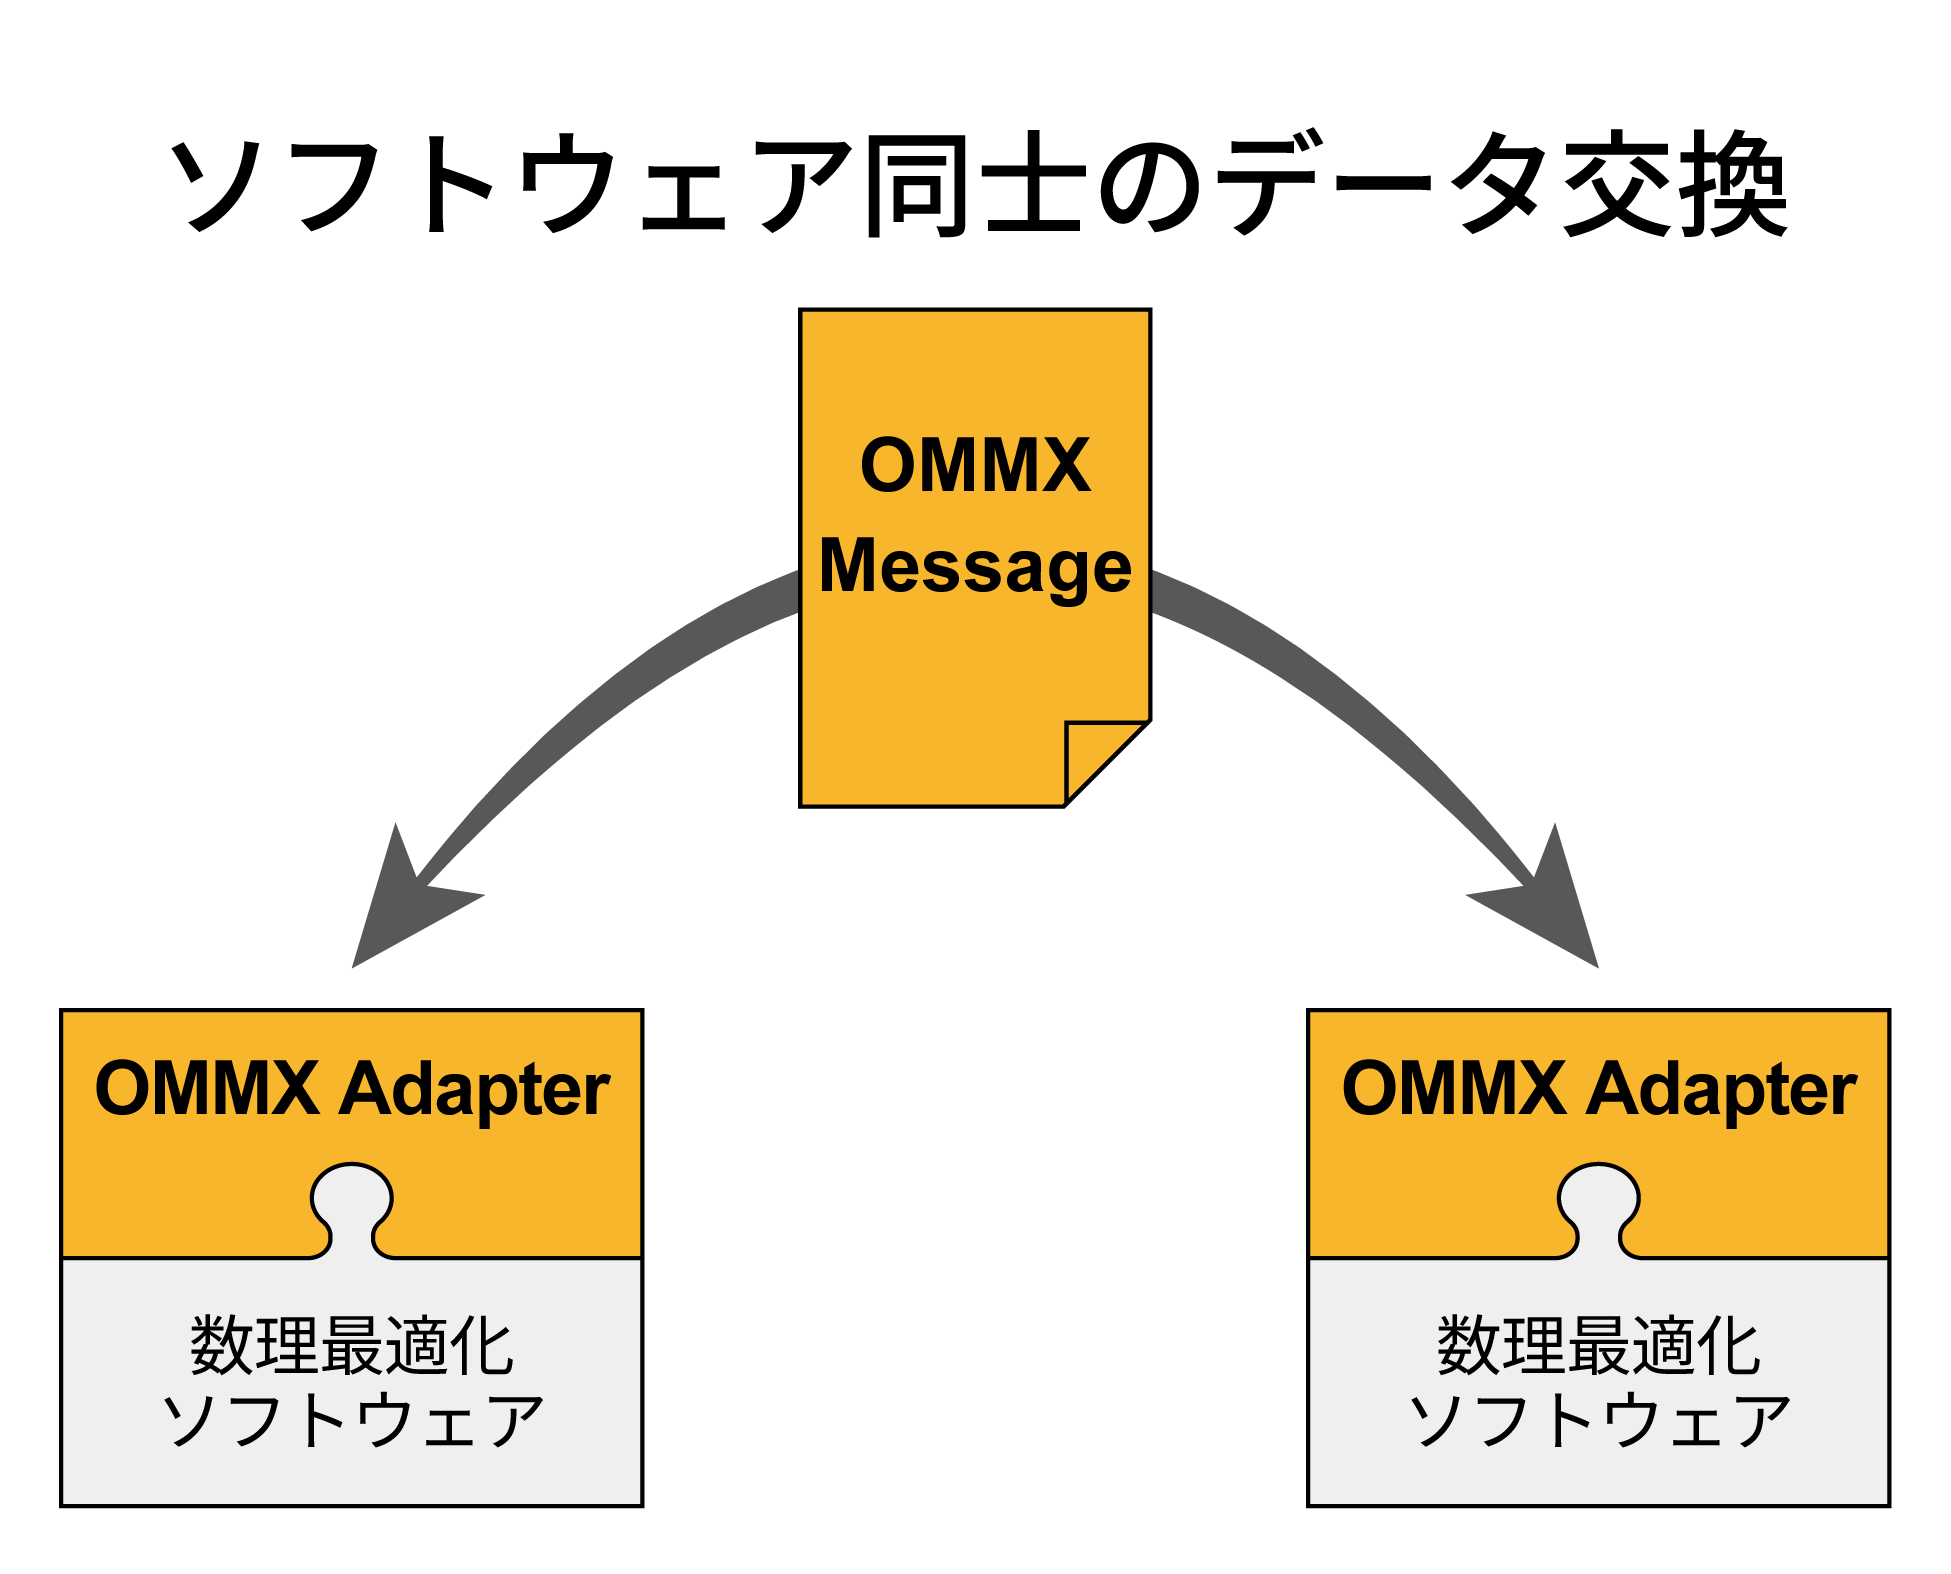 ソフトウェア同士のデータ交換
OMMX
Message
OMMX Adapter
数理最適化
ソフトウェア
OMMX Adapter
数理最適化
ソフトウェア